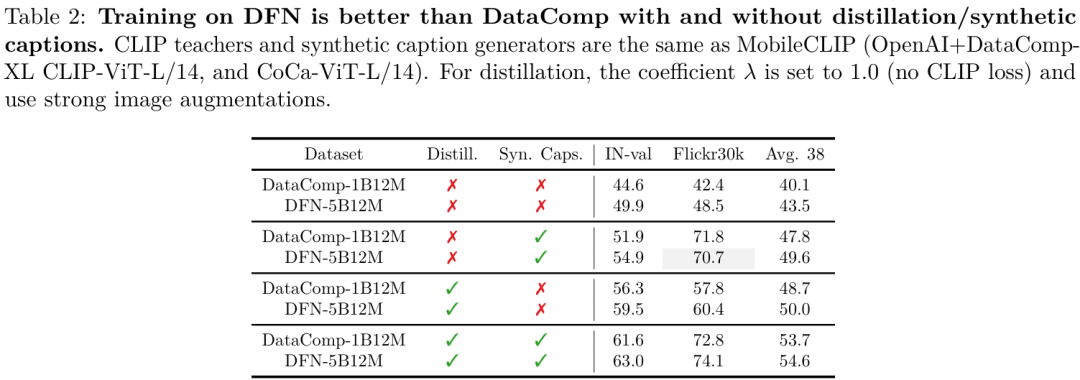 Table 2: Training on DFN is better than DataComp with and without distillation/synthetic
captions. CLIP teachers and synthetic caption generators are the same as MobileCLIP (OpenAI+DataComp-
XL CLIP-ViT-L/14, and CoCa-ViT-L/14). For distillation, the coefficient λ is set to 1.0 (no CLIP loss) and
use strong image augmentations.
Dataset Distill. Syn. Caps. IN-val Flickr30k Avg. 38
DataComp-1B12M ✗ ✗ 44.6 42.4 40.1
DFN-5B12M ✗ ✗ 49.9 48.5 43.5
DataComp-1B12M ✗ ✓ 51.9 71.8 47.8
DFN-5B12M ✗ ✓ 54.9 70.7 49.6
DataComp-1B12M ✓ ✗ 56.3 57.8 48.7
DFN-5B12M ✓ ✗ 59.5 60.4 50.0
DataComp-1B12M ✓ ✓ 61.6 72.8 53.7
DFN-5B12M ✓ ✓ 63.0 74.1 54.6